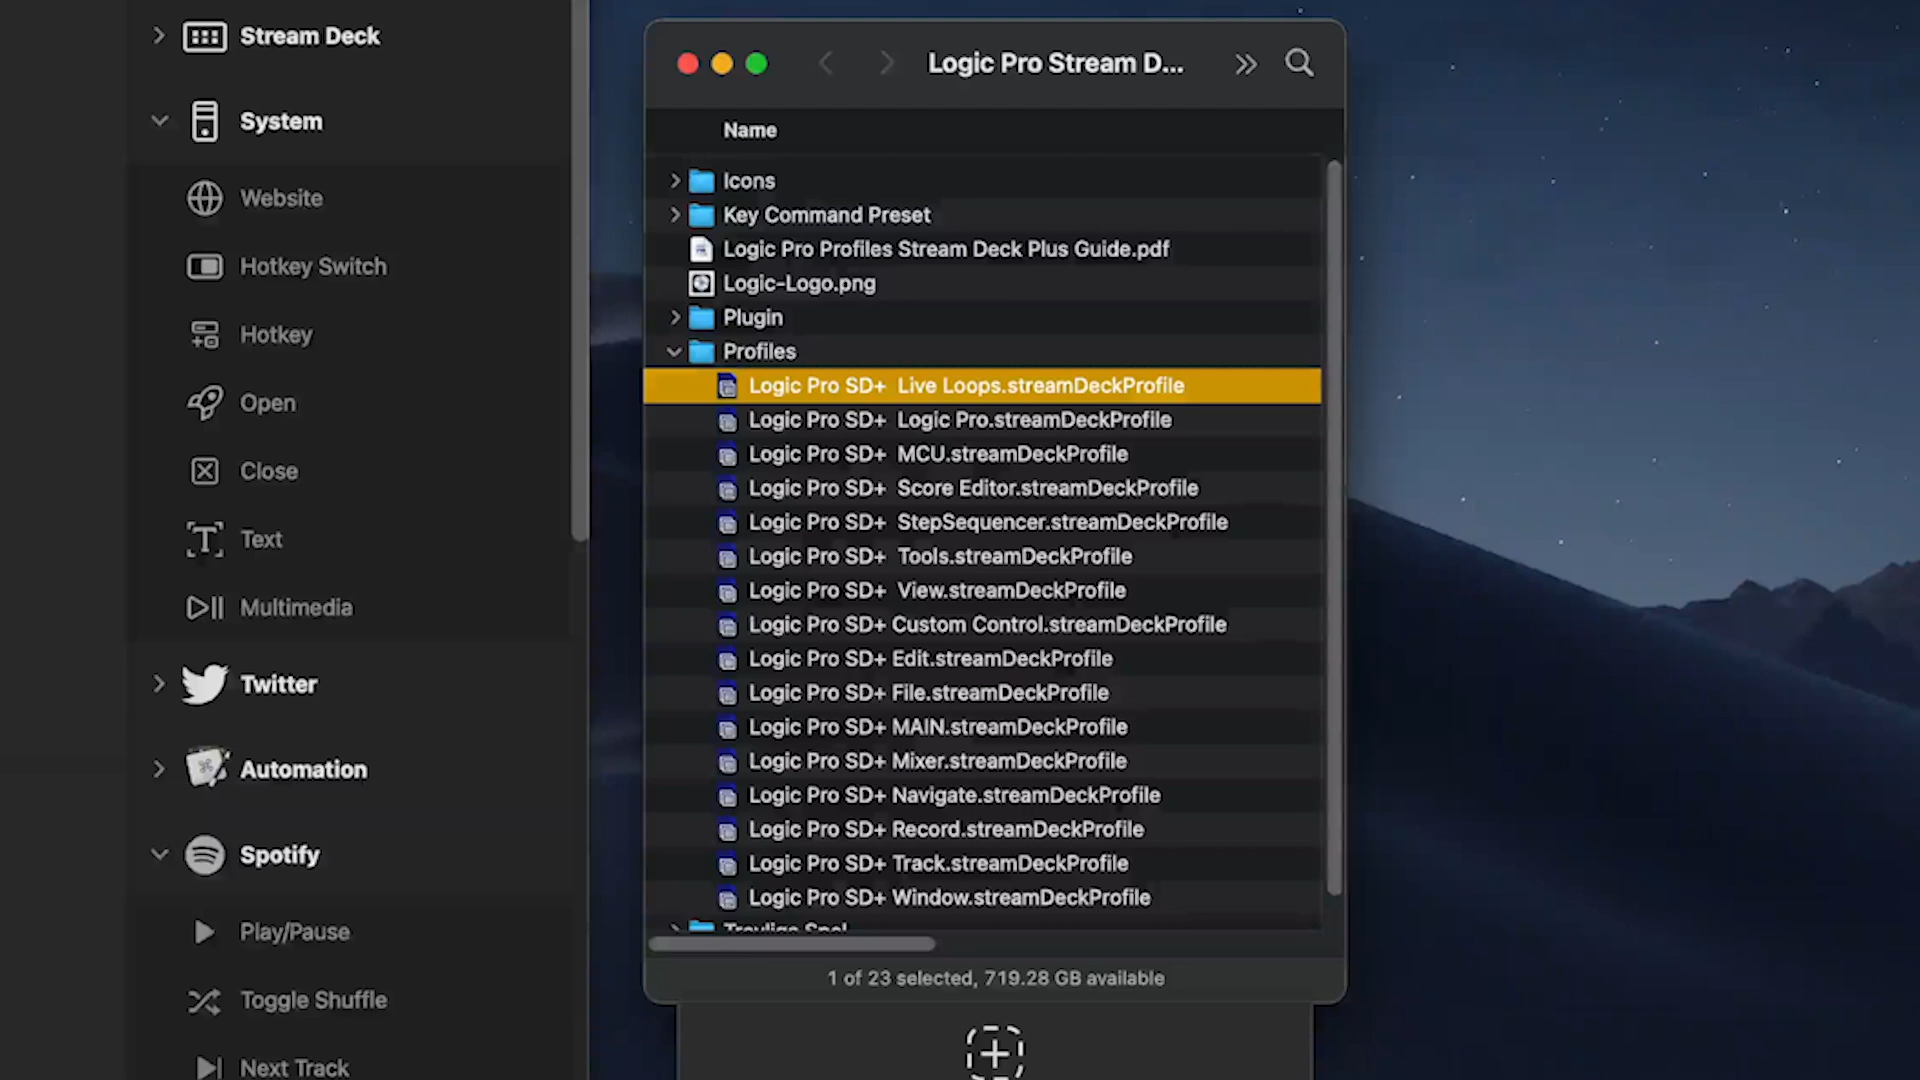 Stream Deck
System
Website
Hotkey Switch
Hotkey
Open
Close
Text
Multimedia
Twitter
Automation
Spotify
Play/Pause
Toggle Shuffle
Next Track
Logic Pro Stream D...
Name
Icons
Key Command Preset
Logic Pro Profiles Stream Deck Plus Guide.pdf
Logic-Logo.png
Plugin
Profiles
Logic Pro SD+  Live Loops.streamDeckProfile
Logic Pro SD+  Logic Pro.streamDeckProfile
Logic Pro SD+  MCU.streamDeckProfile
Logic Pro SD+  Score Editor.streamDeckProfile
Logic Pro SD+  StepSequencer.streamDeckProfile
Logic Pro SD+  Tools.streamDeckProfile
Logic Pro SD+  View.streamDeckProfile
Logic Pro SD+ Custom Control.streamDeckProfile
Logic Pro SD+ Edit.streamDeckProfile
Logic Pro SD+ File.streamDeckProfile
Logic Pro SD+ MAIN.streamDeckProfile
Logic Pro SD+ Mixer.streamDeckProfile
Logic Pro SD+ Navigate.streamDeckProfile
Logic Pro SD+ Record.streamDeckProfile
Logic Pro SD+ Track.streamDeckProfile
Logic Pro SD+ Window.streamDeckProfile
1 of 23 selected, 719.28 GB available